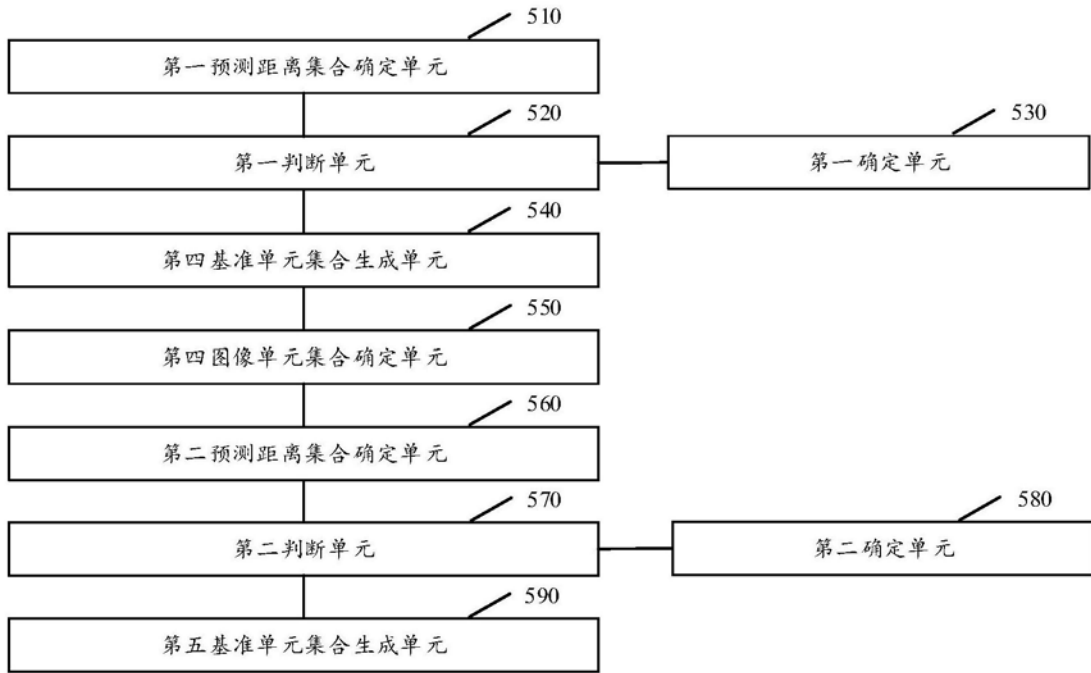 510
第一预测距离集合确定单元
520
第一判断单元
530
第一确定单元
540
第四基准单元集合生成单元
550
第四图像单元集合确定单元
560
第二预测距离集合确定单元
570
第二判断单元
580
第二确定单元
590
第五基准单元集合生成单元